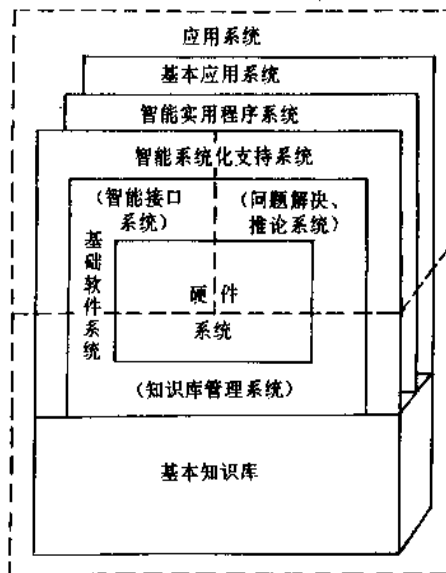 应用系统
基本应用系统
智能实用程序系统
智能系统化支持系统
（智能接口
系统）
（问题解决、
推论系统）
基础软件系统
硬件
系统
（知识库管理系统）
基本知识库